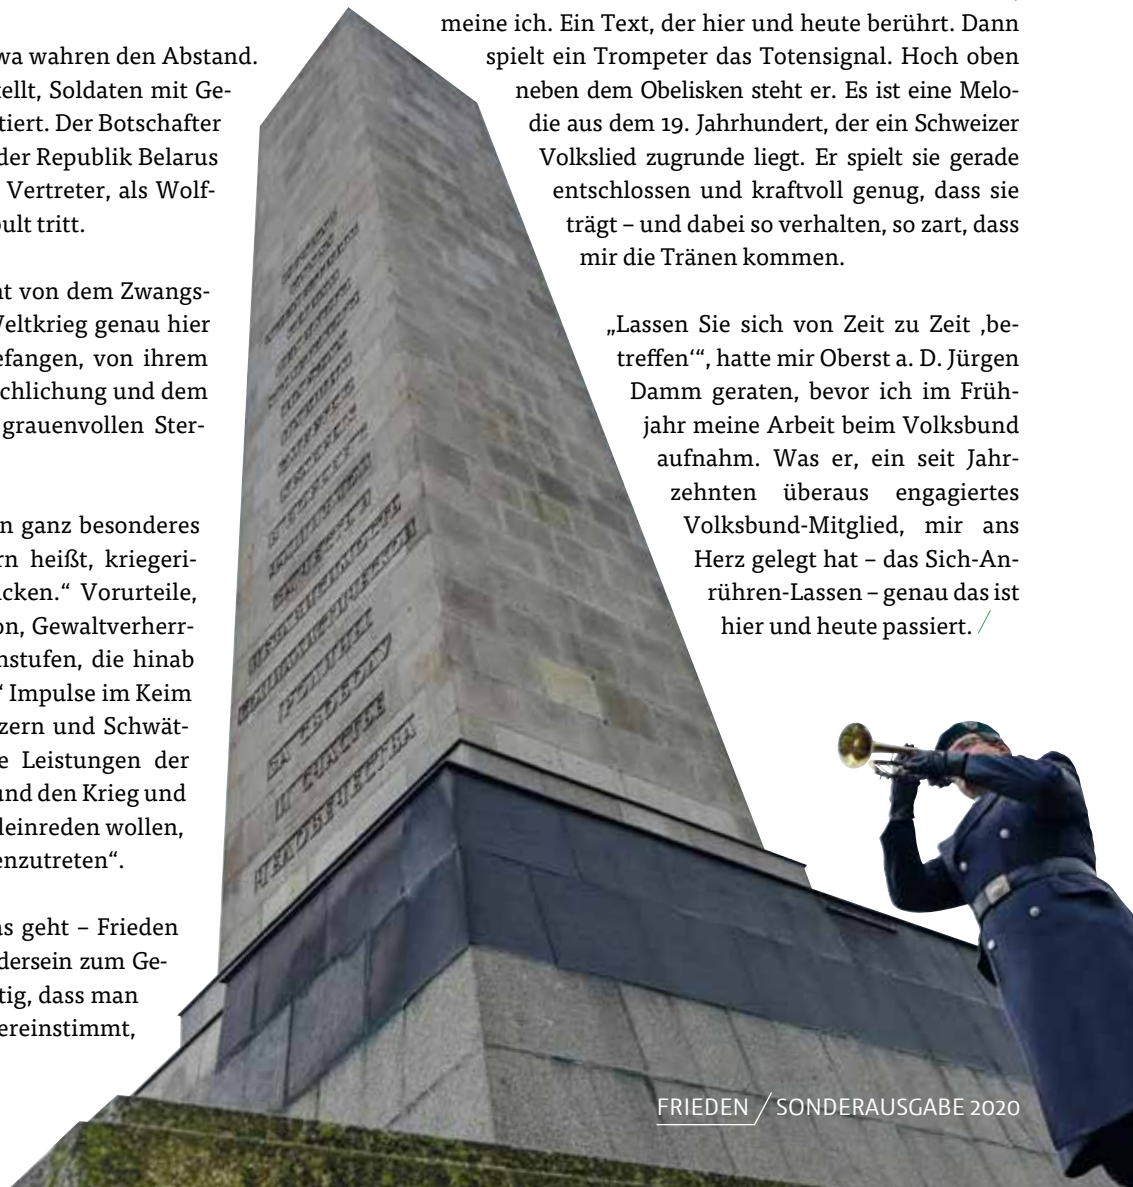 wa wahren den Abstand.
ellt, Soldaten mit Ge-
tiert. Der Botschafter
der Republik Belarus
Vertreter, als Wolf-
ult tritt.
nt von dem Zwangs-
Weltkrieg genau hier
efangen, von ihrem
chlichung und dem
grauenvollen Ster-
n ganz besonderes
rn heißt, kriegeri-
icken.“ Vorurteile,
on, Gewaltverherr-
nstufen, die hinab
“ Impulse im Keim
zern und Schwät-
e Leistungen der
und den Krieg und
leinreden wollen,
enzutreten“.
as geht – Frieden
dersein zum Ge-
tig, dass man
ereinstimmt,
ЗА СВОБОДУ
И СЧАСТЬЕ
ЧЕЛОВЕЧЕСТВА
meine ich. Ein Text, der hier und heute berührt. Dann
spielt ein Trompeter das Totensignal. Hoch oben
neben dem Obelisken steht er. Es ist eine Melo-
die aus dem 19. Jahrhundert, der ein Schweizer
Volkslied zugrunde liegt. Er spielt sie gerade
entschlossen und kraftvoll genug, dass sie
trägt – und dabei so verhalten, so zart, dass
mir die Tränen kommen.
„Lassen Sie sich von Zeit zu Zeit ‚be-
treffen‘“, hatte mir Oberst a. D. Jürgen
Damm geraten, bevor ich im Früh-
jahr meine Arbeit beim Volksbund
aufnahm. Was er, ein seit Jahr-
zehnten überaus engagiertes
Volksbund-Mitglied, mir ans
Herz gelegt hat – das Sich-An-
rühren-Lassen – genau das ist
hier und heute passiert. /
FRIEDEN / SONDERAUSGABE 2020